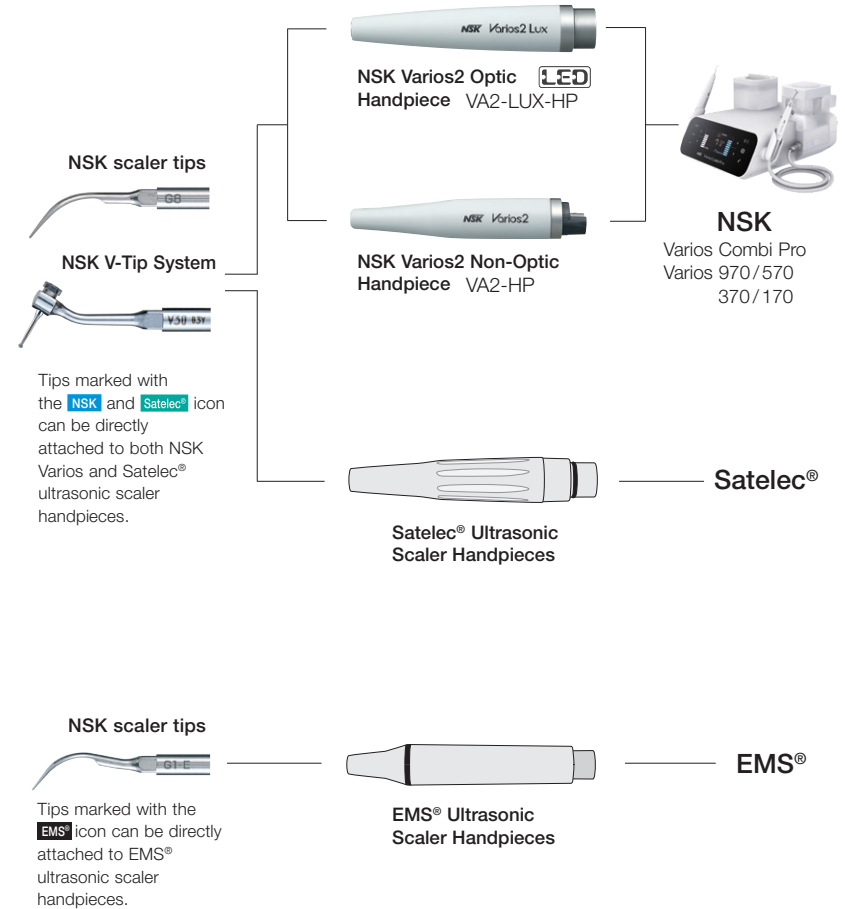 NSK Varios2 Lux
NSK Varios2 Optic LED
Handpiece VA2-LUX-HP
NSK scaler tips
G8
NSK Varios2
NSK
Varios Combi Pro
Varios 970/570
370/170
NSK V-Tip System
NSK Varios2 Non-Optic
Handpiece VA2-HP
Tips marked with
the NSK and Satelec® icon
can be directly
attached to both NSK
Varios and Satelec®
ultrasonic scaler
handpieces.
Satelec®
Satelec® Ultrasonic
Scaler Handpieces
NSK scaler tips
G1-E
EMS®
Tips marked with the
EMS® icon can be directly
attached to EMS®
ultrasonic scaler
handpieces.
EMS® Ultrasonic
Scaler Handpieces